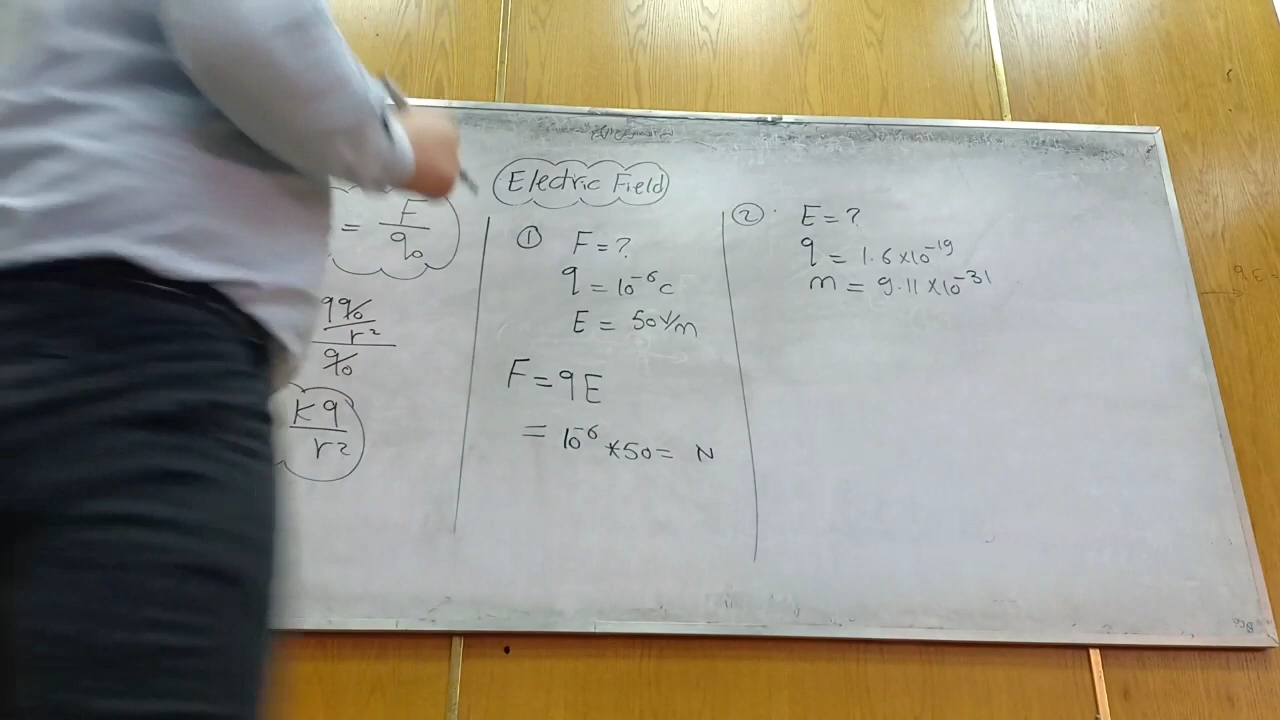 Electric Field
= F/q₀
qq₀/r²
q₀
kq/r²
① F = ?
q = 10⁻⁶ C
E = 50 V/m
F = qE
= 10⁻⁶ * 50 = N
② E = ?
q = 1.6 × 10⁻¹⁹
m = 9.11 × 10⁻³¹